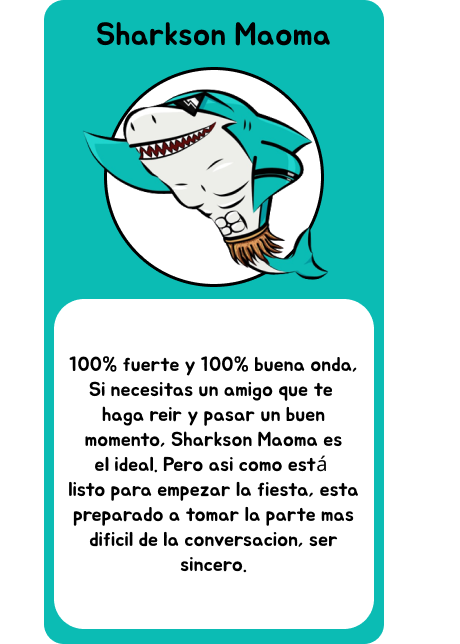 Sharkson Maoma
100% fuerte y 100% buena onda,
Si necesitas un amigo que te
haga reir y pasar un buen
momento, Sharkson Maoma es
el ideal. Pero asi como está
listo para empezar la fiesta, esta
preparado a tomar la parte mas
dificil de la conversacion, ser
sincero.